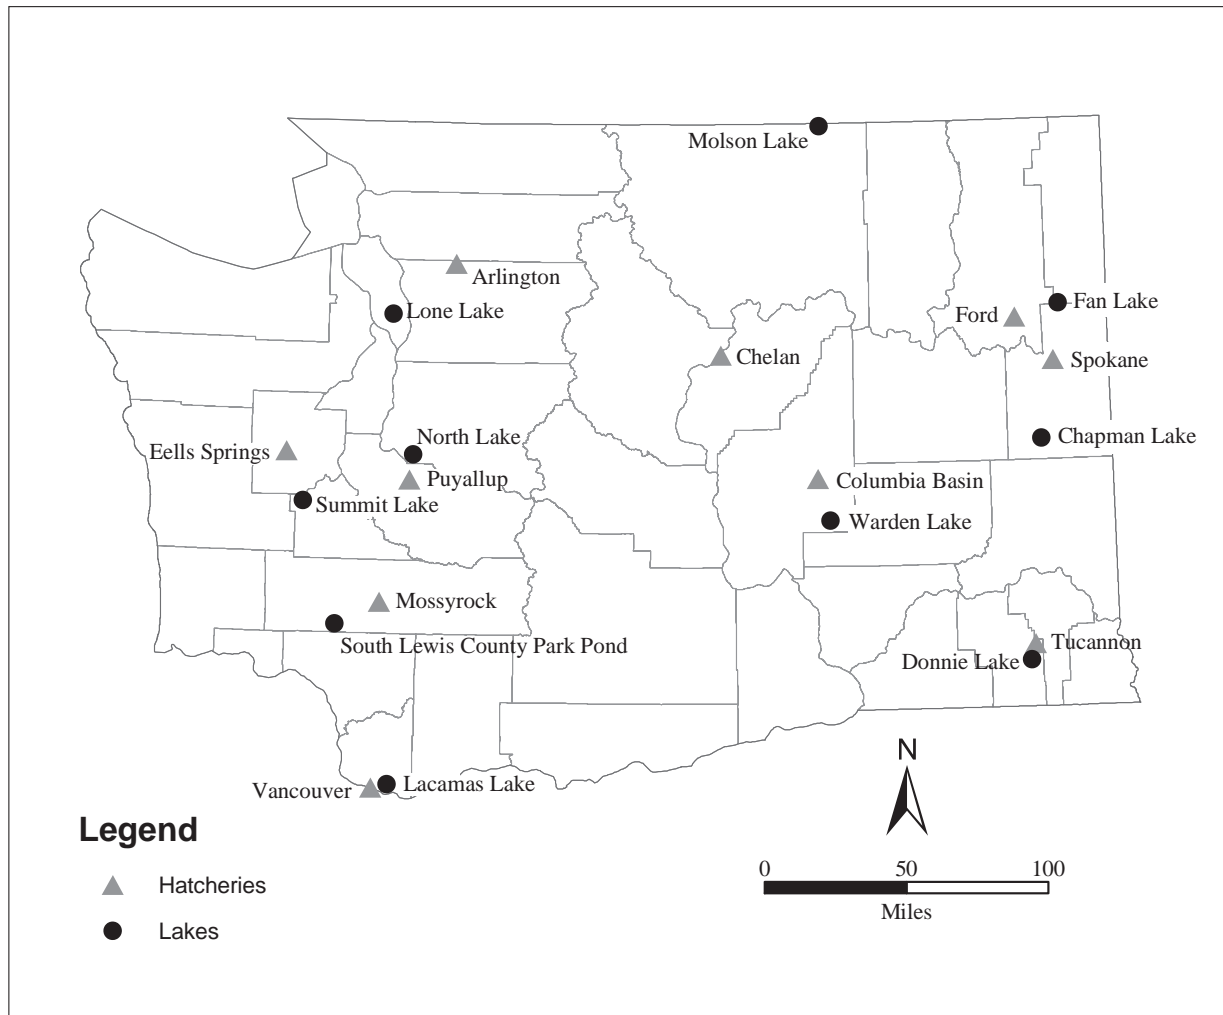 Molson Lake
Arlington
Fan Lake
Lone Lake
Ford
Chelan
Spokane
North Lake
Chapman Lake
Eells Springs
Puyallup
Columbia Basin
Summit Lake
Warden Lake
Mossyrock
South Lewis County Park Pond
Tucannon
Donnie Lake
N
Vancouver
Lacamas Lake
Legend
Hatcheries
Lakes
0 50 100
Miles